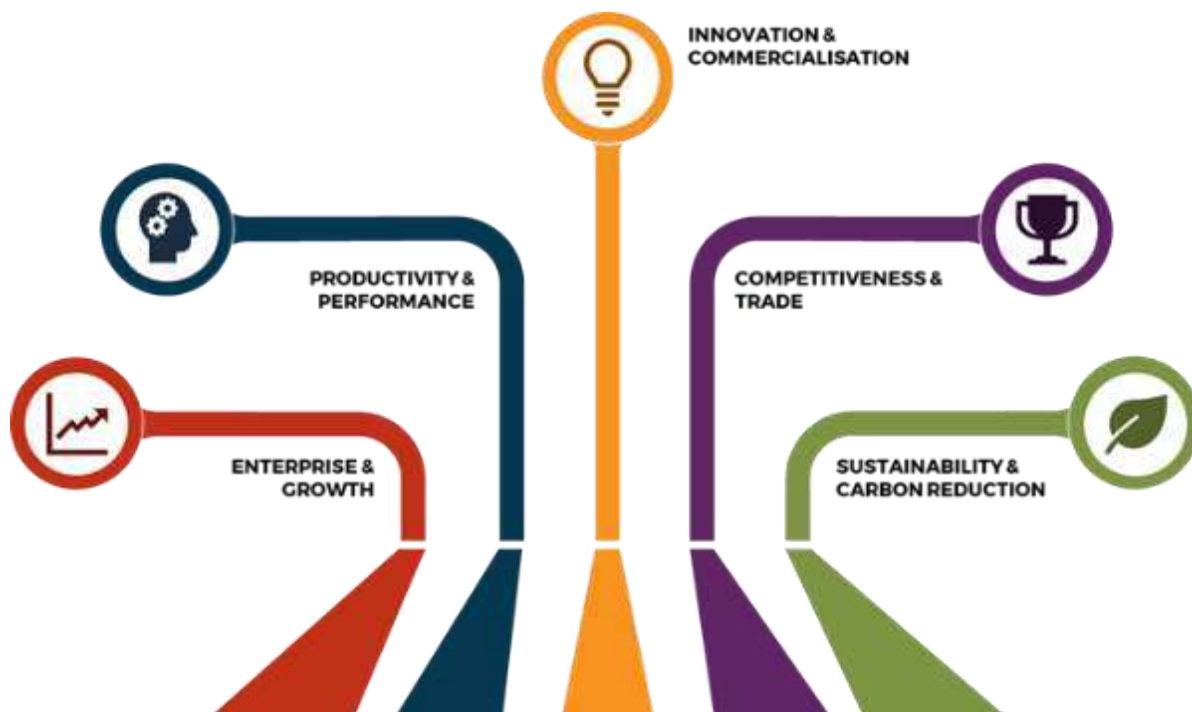 INNOVATION &
COMMERCIALISATION
PRODUCTIVITY &
PERFORMANCE
COMPETITIVENESS &
TRADE
ENTERPRISE &
GROWTH
SUSTAINABILITY &
CARBON REDUCTION